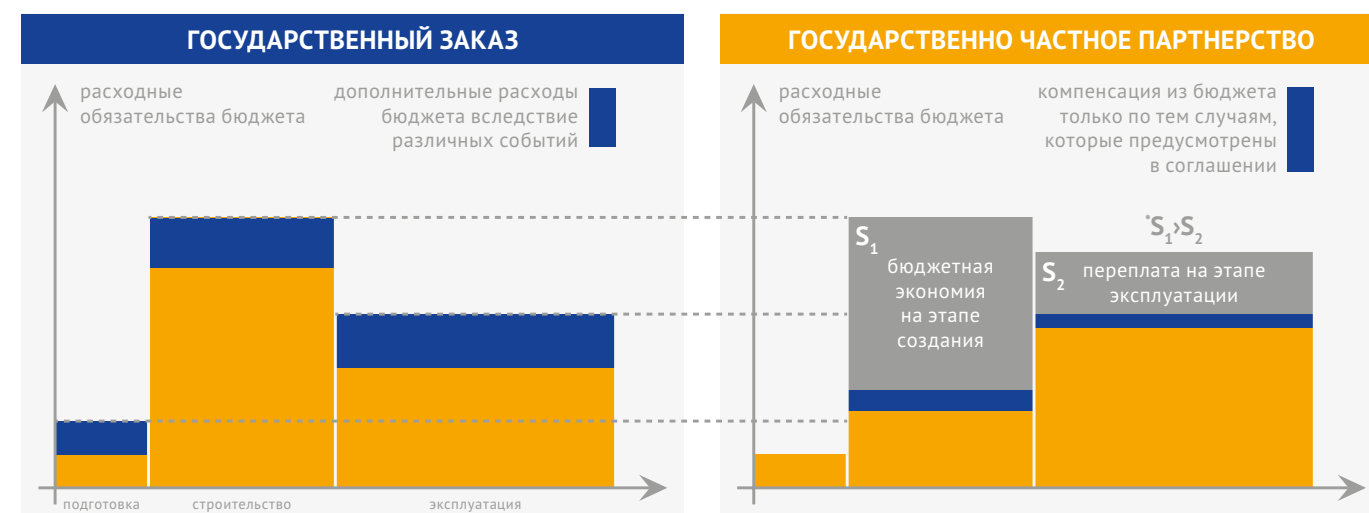 ГОСУДАРСТВЕННЫЙ ЗАКАЗ
расходные
обязательства бюджета
дополнительные расходы
бюджета вследствие
различных событий
подготовка
строительство
эксплуатация
ГОСУДАРСТВЕННО ЧАСТНОЕ ПАРТНЕРСТВО
расходные
обязательства бюджета
компенсация из бюджета
только по тем случаям,
которые предусмотрены
в соглашении
*S₁>S₂
S₁
бюджетная
экономия
на этапе
создания
S₂ переплата на этапе
эксплуатации